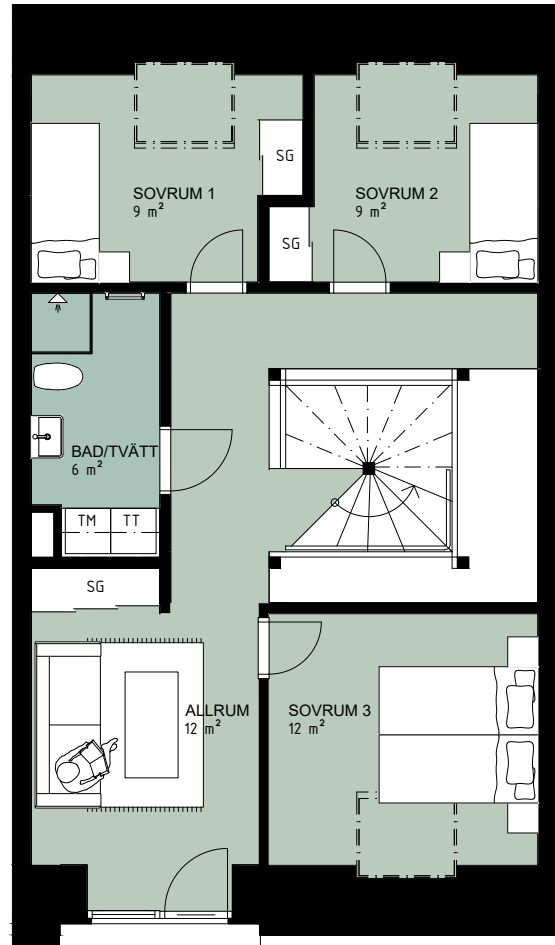 SG
SOVRUM 1
9 m²
SOVRUM 2
9 m²
SG
BAD/TVÄTT
6 m²
TM
TT
SG
ALLRUM
12 m²
SOVRUM 3
12 m²